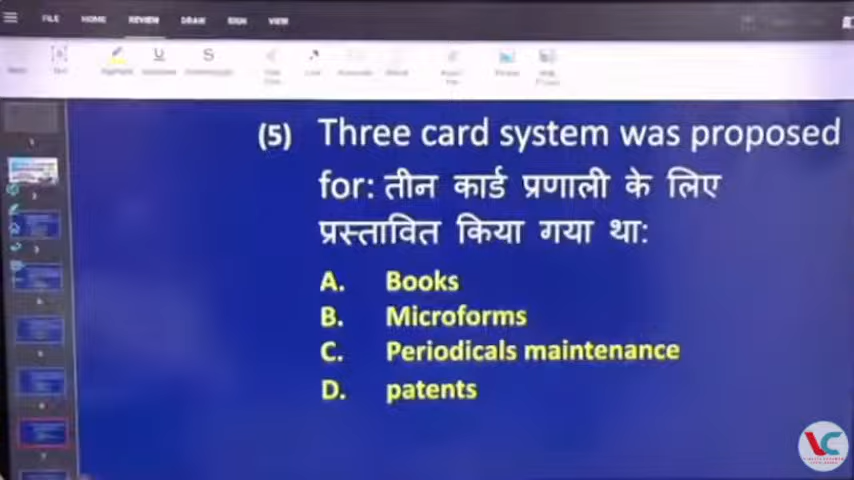 FILE HOME REVIEW DRAW SIGN VIEW
(5) Three card system was proposed
for: तीन कार्ड प्रणाली के लिए
प्रस्तावित किया गया था:
A. Books
B. Microforms
C. Periodicals maintenance
D. patents
VC